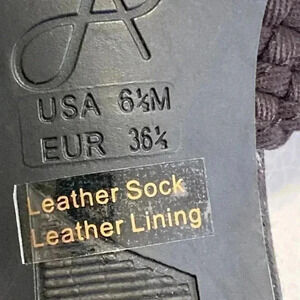 USA 6½M
EUR 36½
Leather Sock
Leather Lining